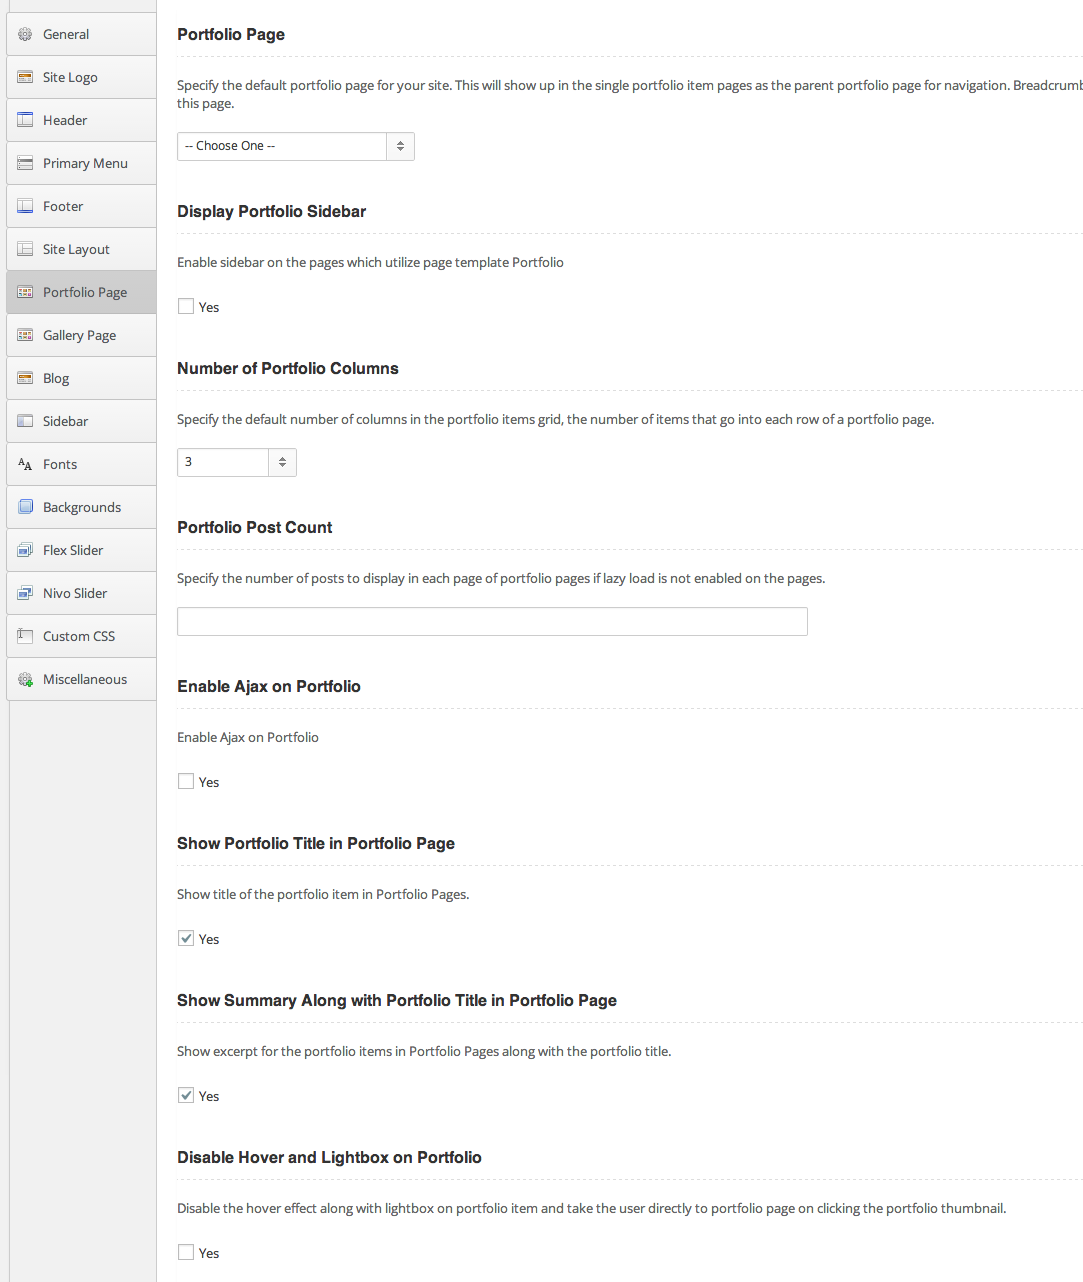 General
Site Logo
Header
Primary Menu
Footer
Site Layout
Portfolio Page
Gallery Page
Blog
Sidebar
Fonts
Backgrounds
Flex Slider
Nivo Slider
Custom CSS
Miscellaneous
Portfolio Page
Specify the default portfolio page for your site. This will show up in the single portfolio item pages as the parent portfolio page for navigation. Breadcrumb
this page.
-- Choose One --
Display Portfolio Sidebar
Enable sidebar on the pages which utilize page template Portfolio
Yes
Number of Portfolio Columns
Specify the default number of columns in the portfolio items grid, the number of items that go into each row of a portfolio page.
3
Portfolio Post Count
Specify the number of posts to display in each page of portfolio pages if lazy load is not enabled on the pages.
Enable Ajax on Portfolio
Enable Ajax on Portfolio
Yes
Show Portfolio Title in Portfolio Page
Show title of the portfolio item in Portfolio Pages.
Yes
Show Summary Along with Portfolio Title in Portfolio Page
Show excerpt for the portfolio items in Portfolio Pages along with the portfolio title.
Yes
Disable Hover and Lightbox on Portfolio
Disable the hover effect along with lightbox on portfolio item and take the user directly to portfolio page on clicking the portfolio thumbnail.
Yes